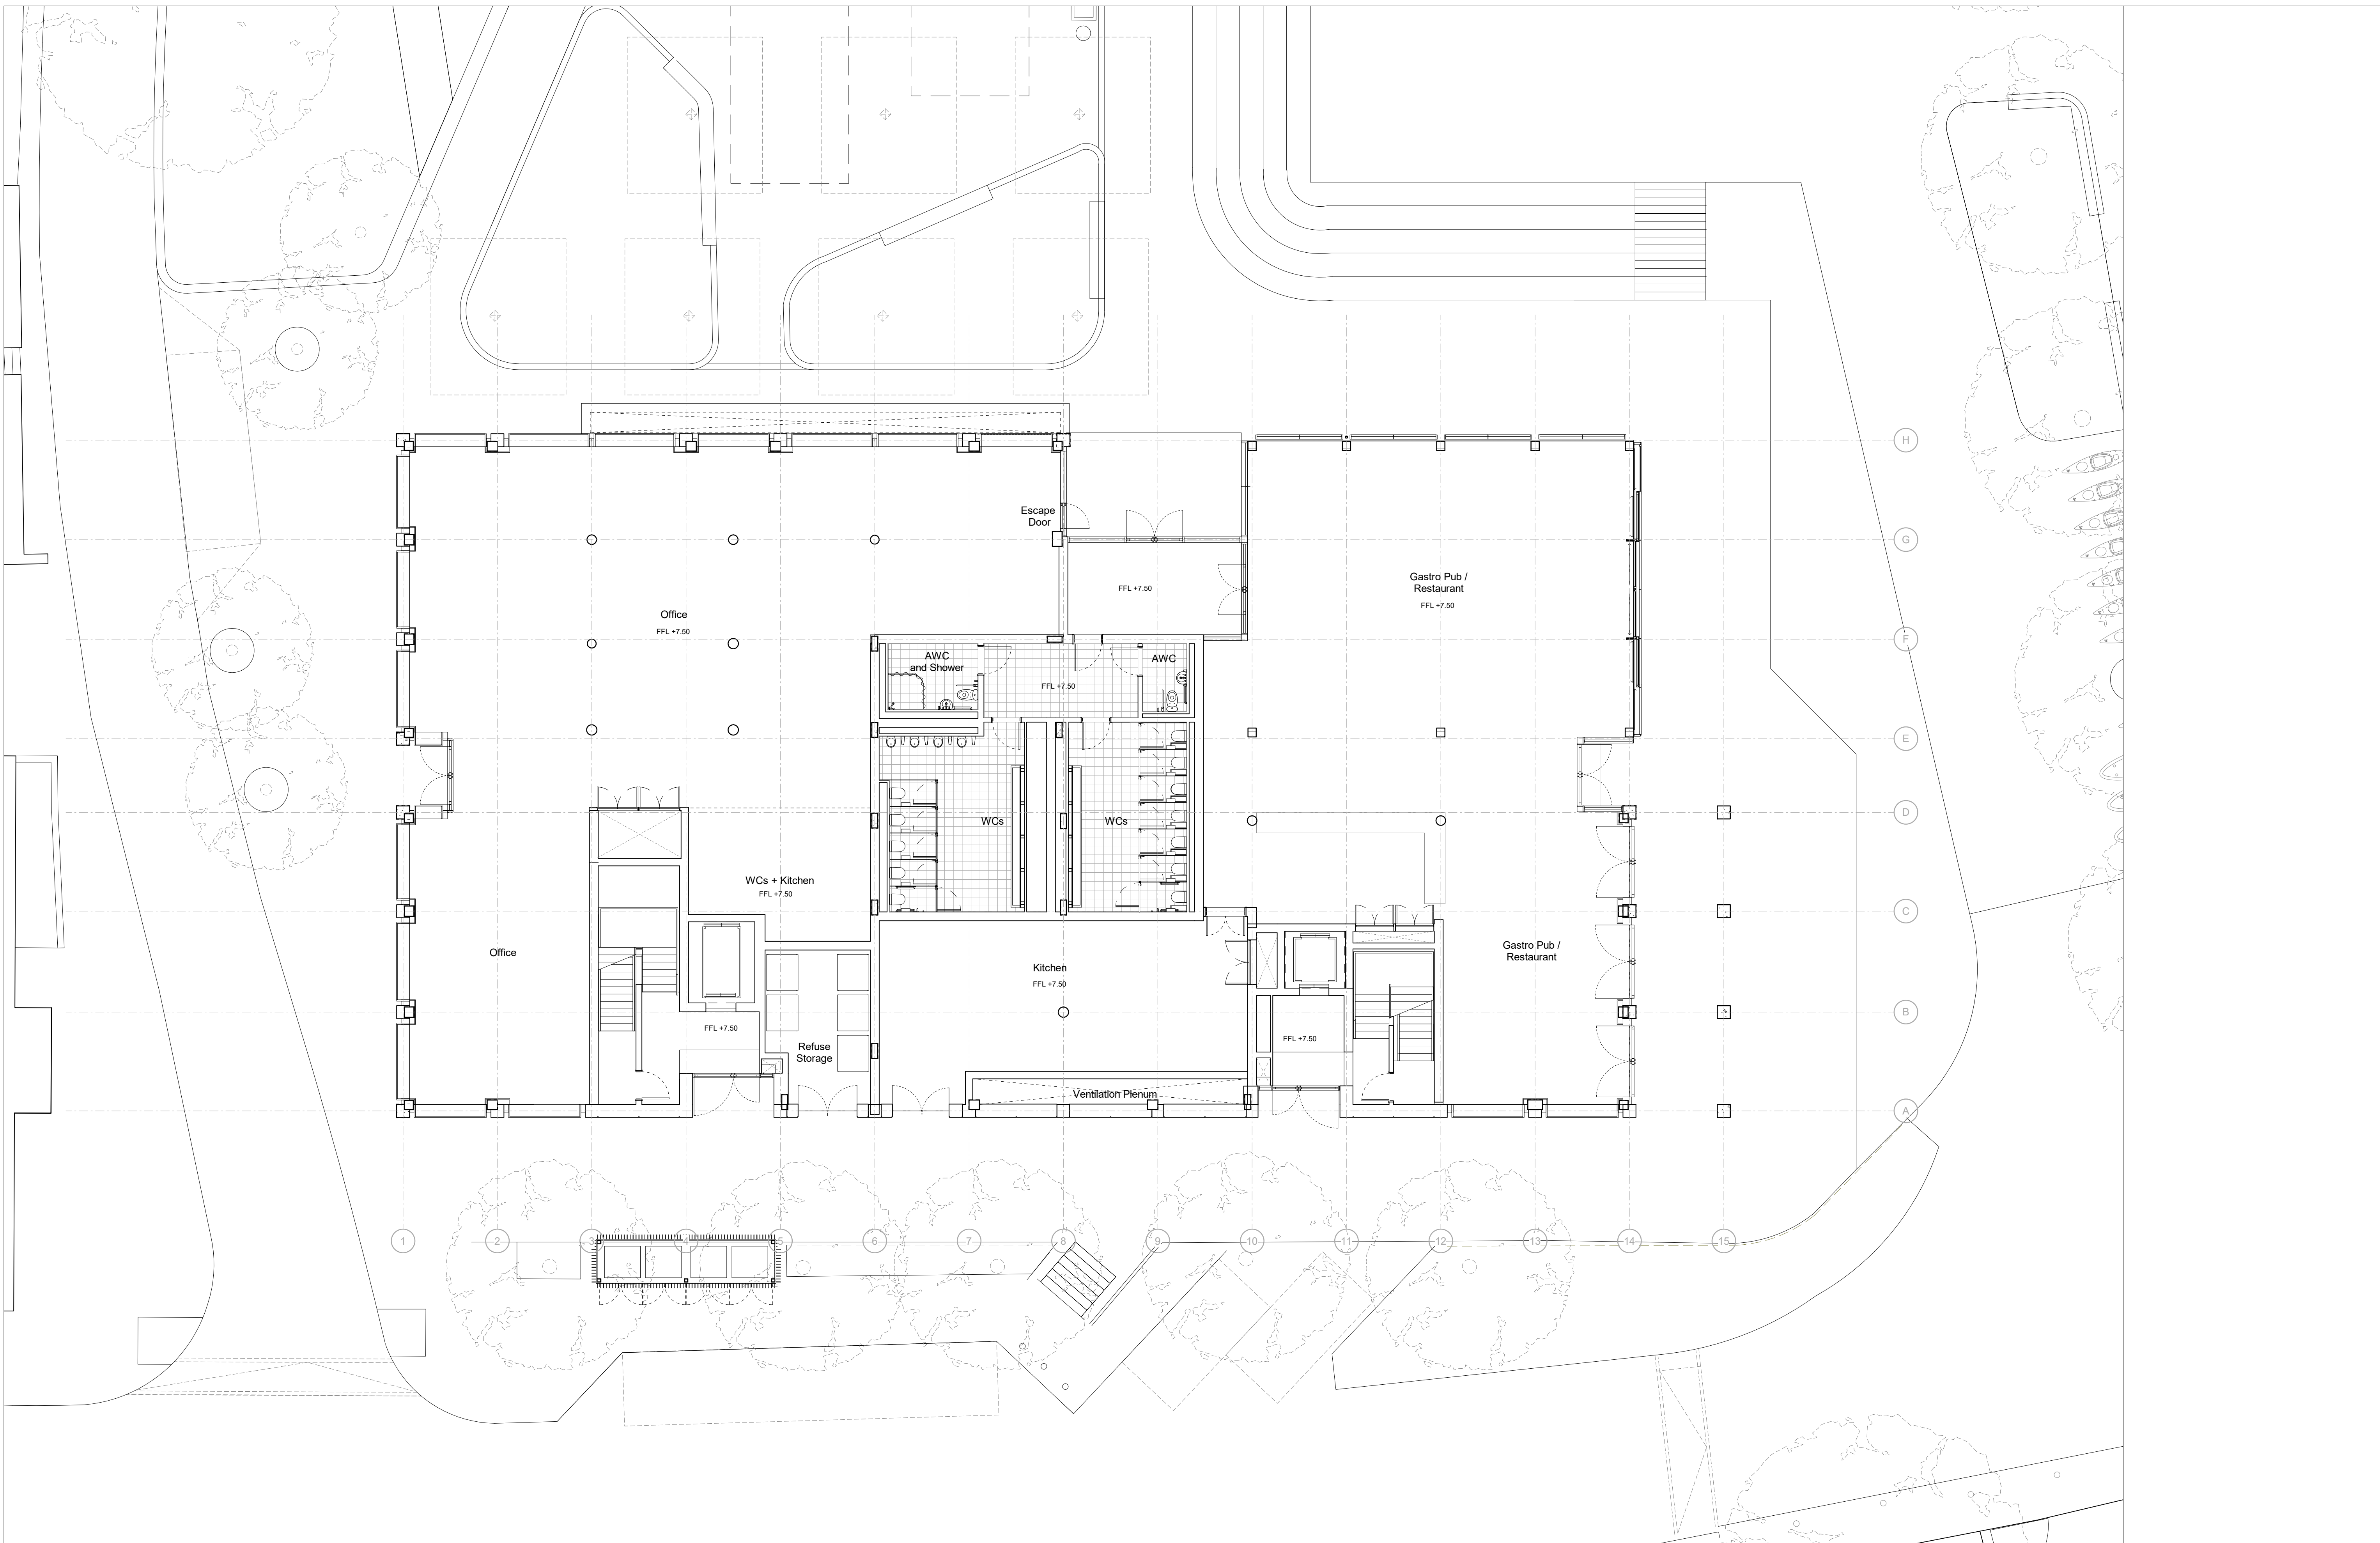 H
Escape
Door
G
Gastro Pub /
Restaurant
FFL +7.50
FFL +7.50
Office
FFL +7.50
F
AWC
and Shower
AWC
FFL +7.50
E
D
WCs
WCs
WCs + Kitchen
FFL +7.50
C
Office
Kitchen
FFL +7.50
Gastro Pub /
Restaurant
B
FFL +7.50
Refuse
Storage
FFL +7.50
Ventilation Plenum
A
1 2 3 4 5 6 7 8 9 10 11 12 13 14 15